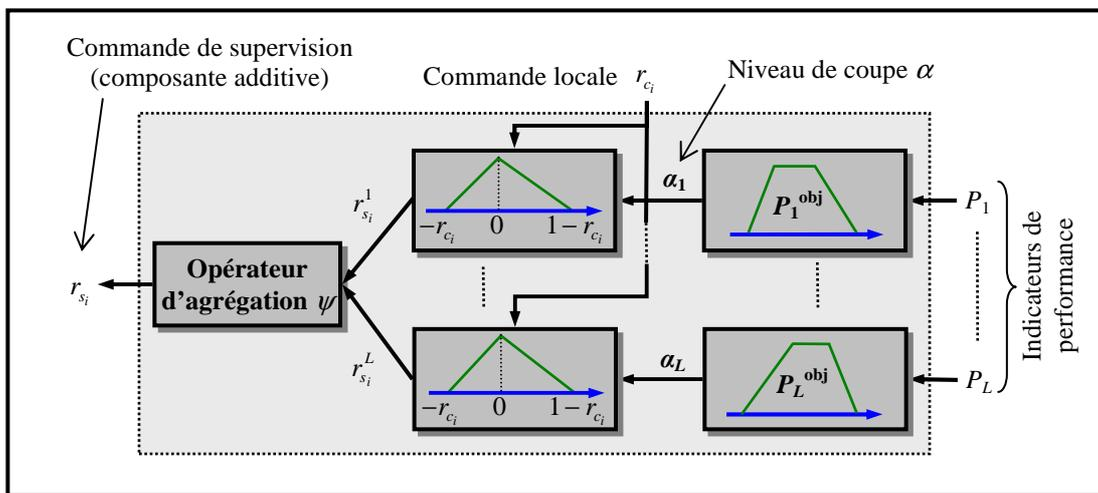 Commande de supervision
(composante additive)
Commande locale
r_{c_i}
Niveau de coupe α
r_{s_i}^1
−r_{c_i}
0
1 − r_{c_i}
α_1
P_1^{obj}
P_1
r_{s_i}
Opérateur
d'agrégation ψ
r_{s_i}^L
−r_{c_i}
0
1 − r_{c_i}
α_L
P_L^{obj}
P_L
Indicateurs de
performance